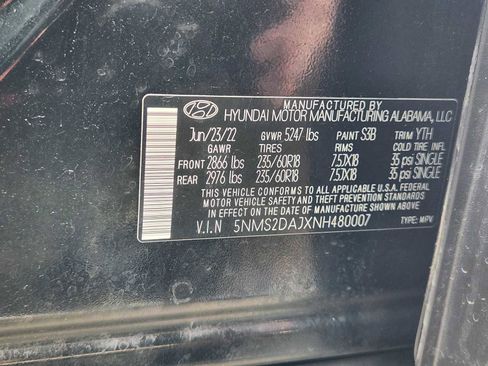 MANUFACTURED BY
HYUNDAI MOTOR MANUFACTURING ALABAMA, LLC
Jun/23/22 GVWR 5247 lbs PAINT S3B TRIM YTH
GAWR TIRES RIMS COLD TIRE INFL
FRONT 2866 lbs 235/60R18 7.5JX18 35 psi SINGLE
REAR 2976 lbs 235/60R18 7.5JX18 35 psi SINGLE
THIS VEHICLE CONFORMS TO ALL APPLICABLE U.S.A. FEDERAL
MOTOR VEHICLE SAFETY AND THEFT PREVENTION STANDARDS
IN EFFECT ON THE DATE OF MANUFACTURE SHOWN ABOVE
V.I.N 5NMS2DAJXNH480007 TYPE: MPV